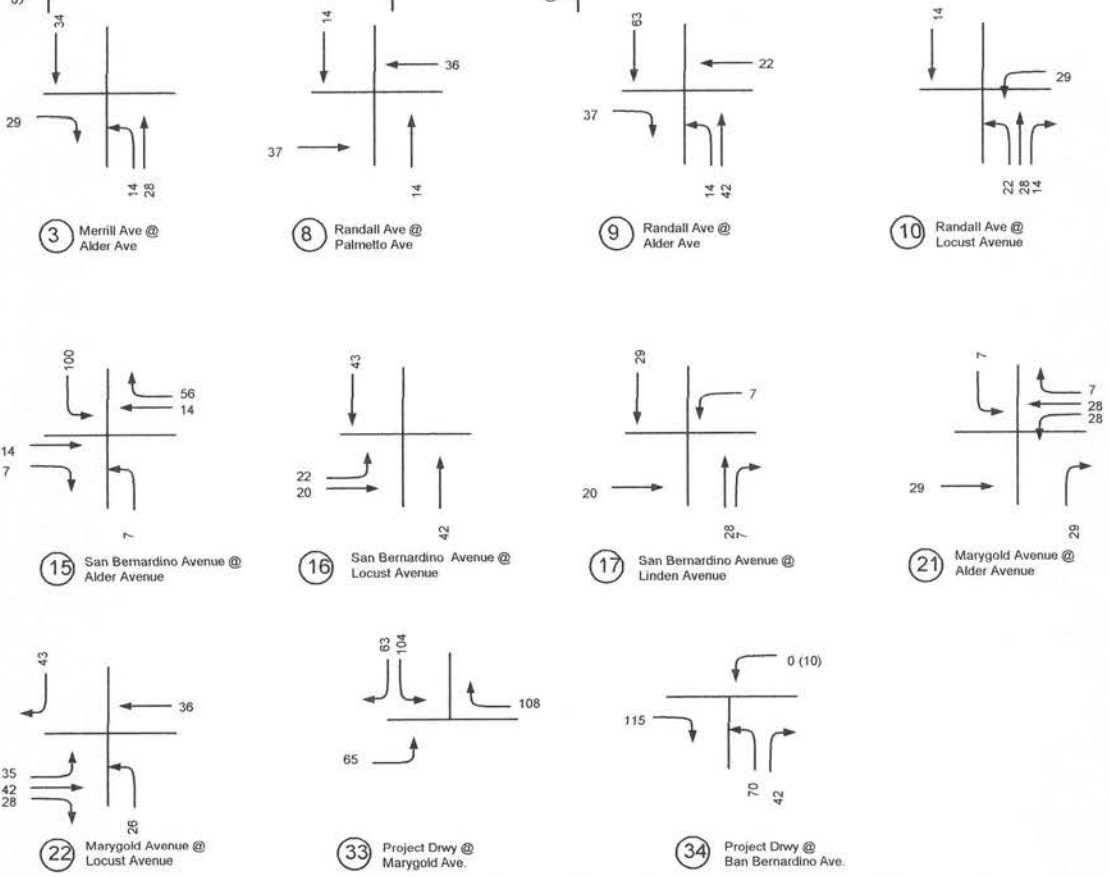 34
29
14
28
3
Merrill Ave @
Alder Ave
14
36
37
14
8
Randall Ave @
Palmetto Ave
63
22
37
14
42
9
Randall Ave @
Alder Ave
14
29
22
28
14
10
Randall Ave @
Locust Avenue
100
56
14
14
7
7
15
San Bernardino Avenue @
Alder Avenue
43
22
20
42
16
San Bernardino Avenue @
Locust Avenue
29
7
20
28
7
17
San Bernardino Avenue @
Linden Avenue
7
7
28
28
29
29
21
Marygold Avenue @
Alder Avenue
43
36
35
42
28
26
22
Marygold Avenue @
Locust Avenue
63
104
108
65
33
Project Drwy @
Marygold Ave.
0 (10)
115
70
42
34
Project Drwy @
Ban Bernardino Ave.